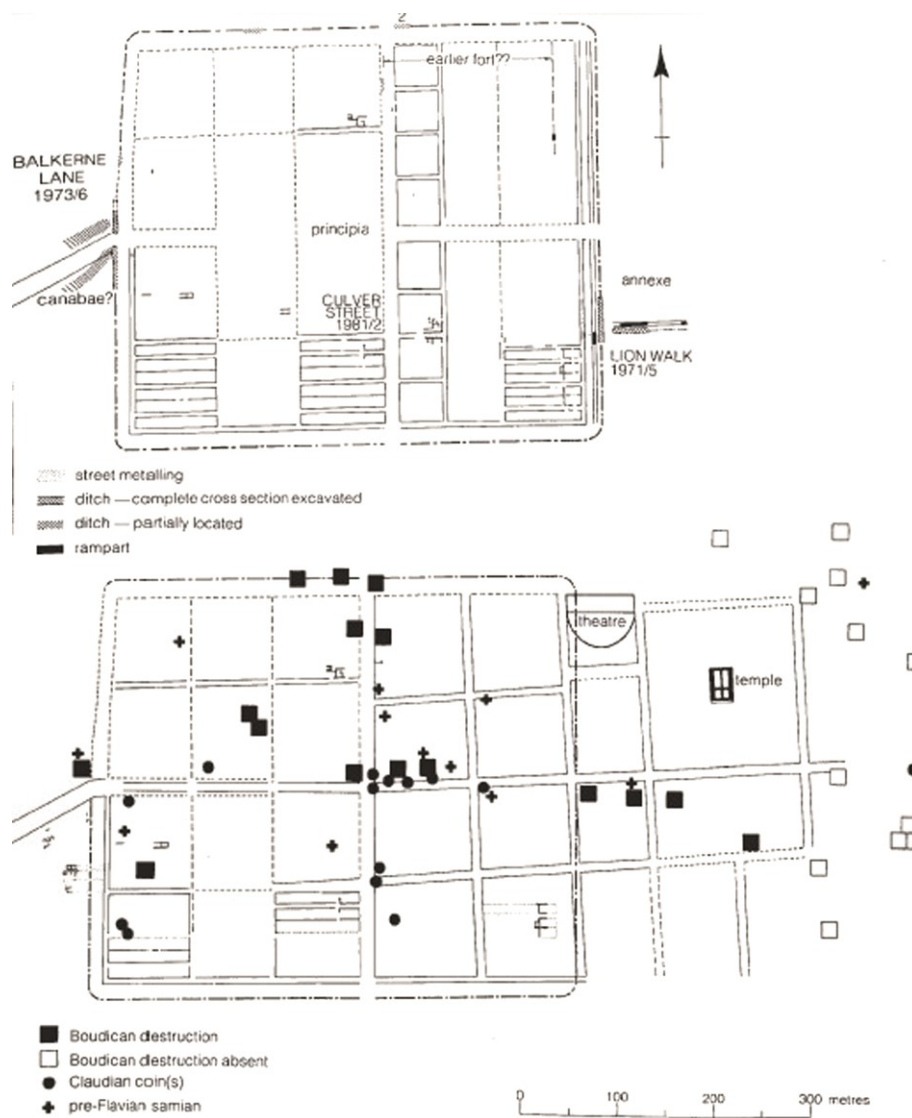 2
earlier fort??
BALKERNE
LANE
1973/6
principia
canabae?
annexe
CULVER
STREET
1981/2
LION WALK
1971/5
street metalling
ditch — complete cross section excavated
ditch — partially located
rampart
theatre
temple
Boudican destruction
Boudican destruction absent
Claudian coin(s)
pre-Flavian samian
0 100 200 300 metres